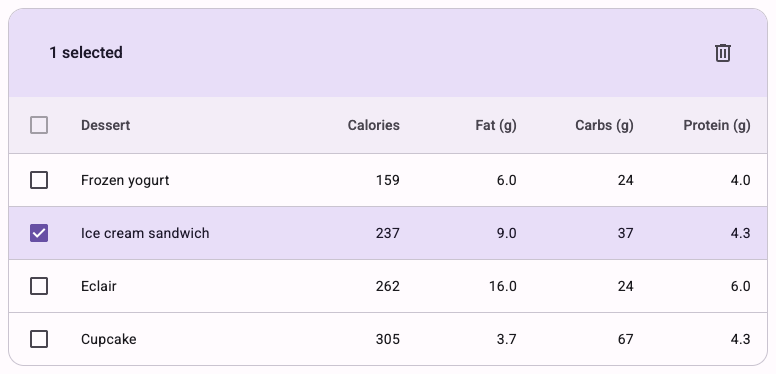 1 selected
Dessert Calories Fat (g) Carbs (g) Protein (g)
Frozen yogurt 159 6.0 24 4.0
Ice cream sandwich 237 9.0 37 4.3
Eclair 262 16.0 24 6.0
Cupcake 305 3.7 67 4.3